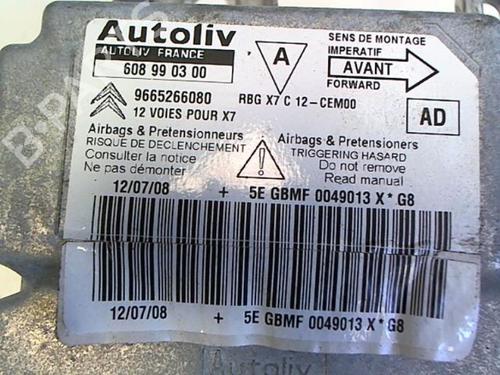 Autoliv
AUTOLIV FRANCE
608 99 03 00
A
SENS DE MONTAGE
IMPERATIF
AVANT
FORWARD
9665266080
12 VOIES POUR X7
RBG X7 C 12-CEM00
AD
Airbags & Pretensionneurs
RISQUE DE DECLENCHEMENT
Consulter la notice
Ne pas démonter
Airbags & Pretensioners
TRIGGERING HASARD
Do not remove
Read manual
12/07/08 + 5E GBMF 0049013 X*G8
12/07/08 + 5E GBMF 0049013 X*G8
Autoliv